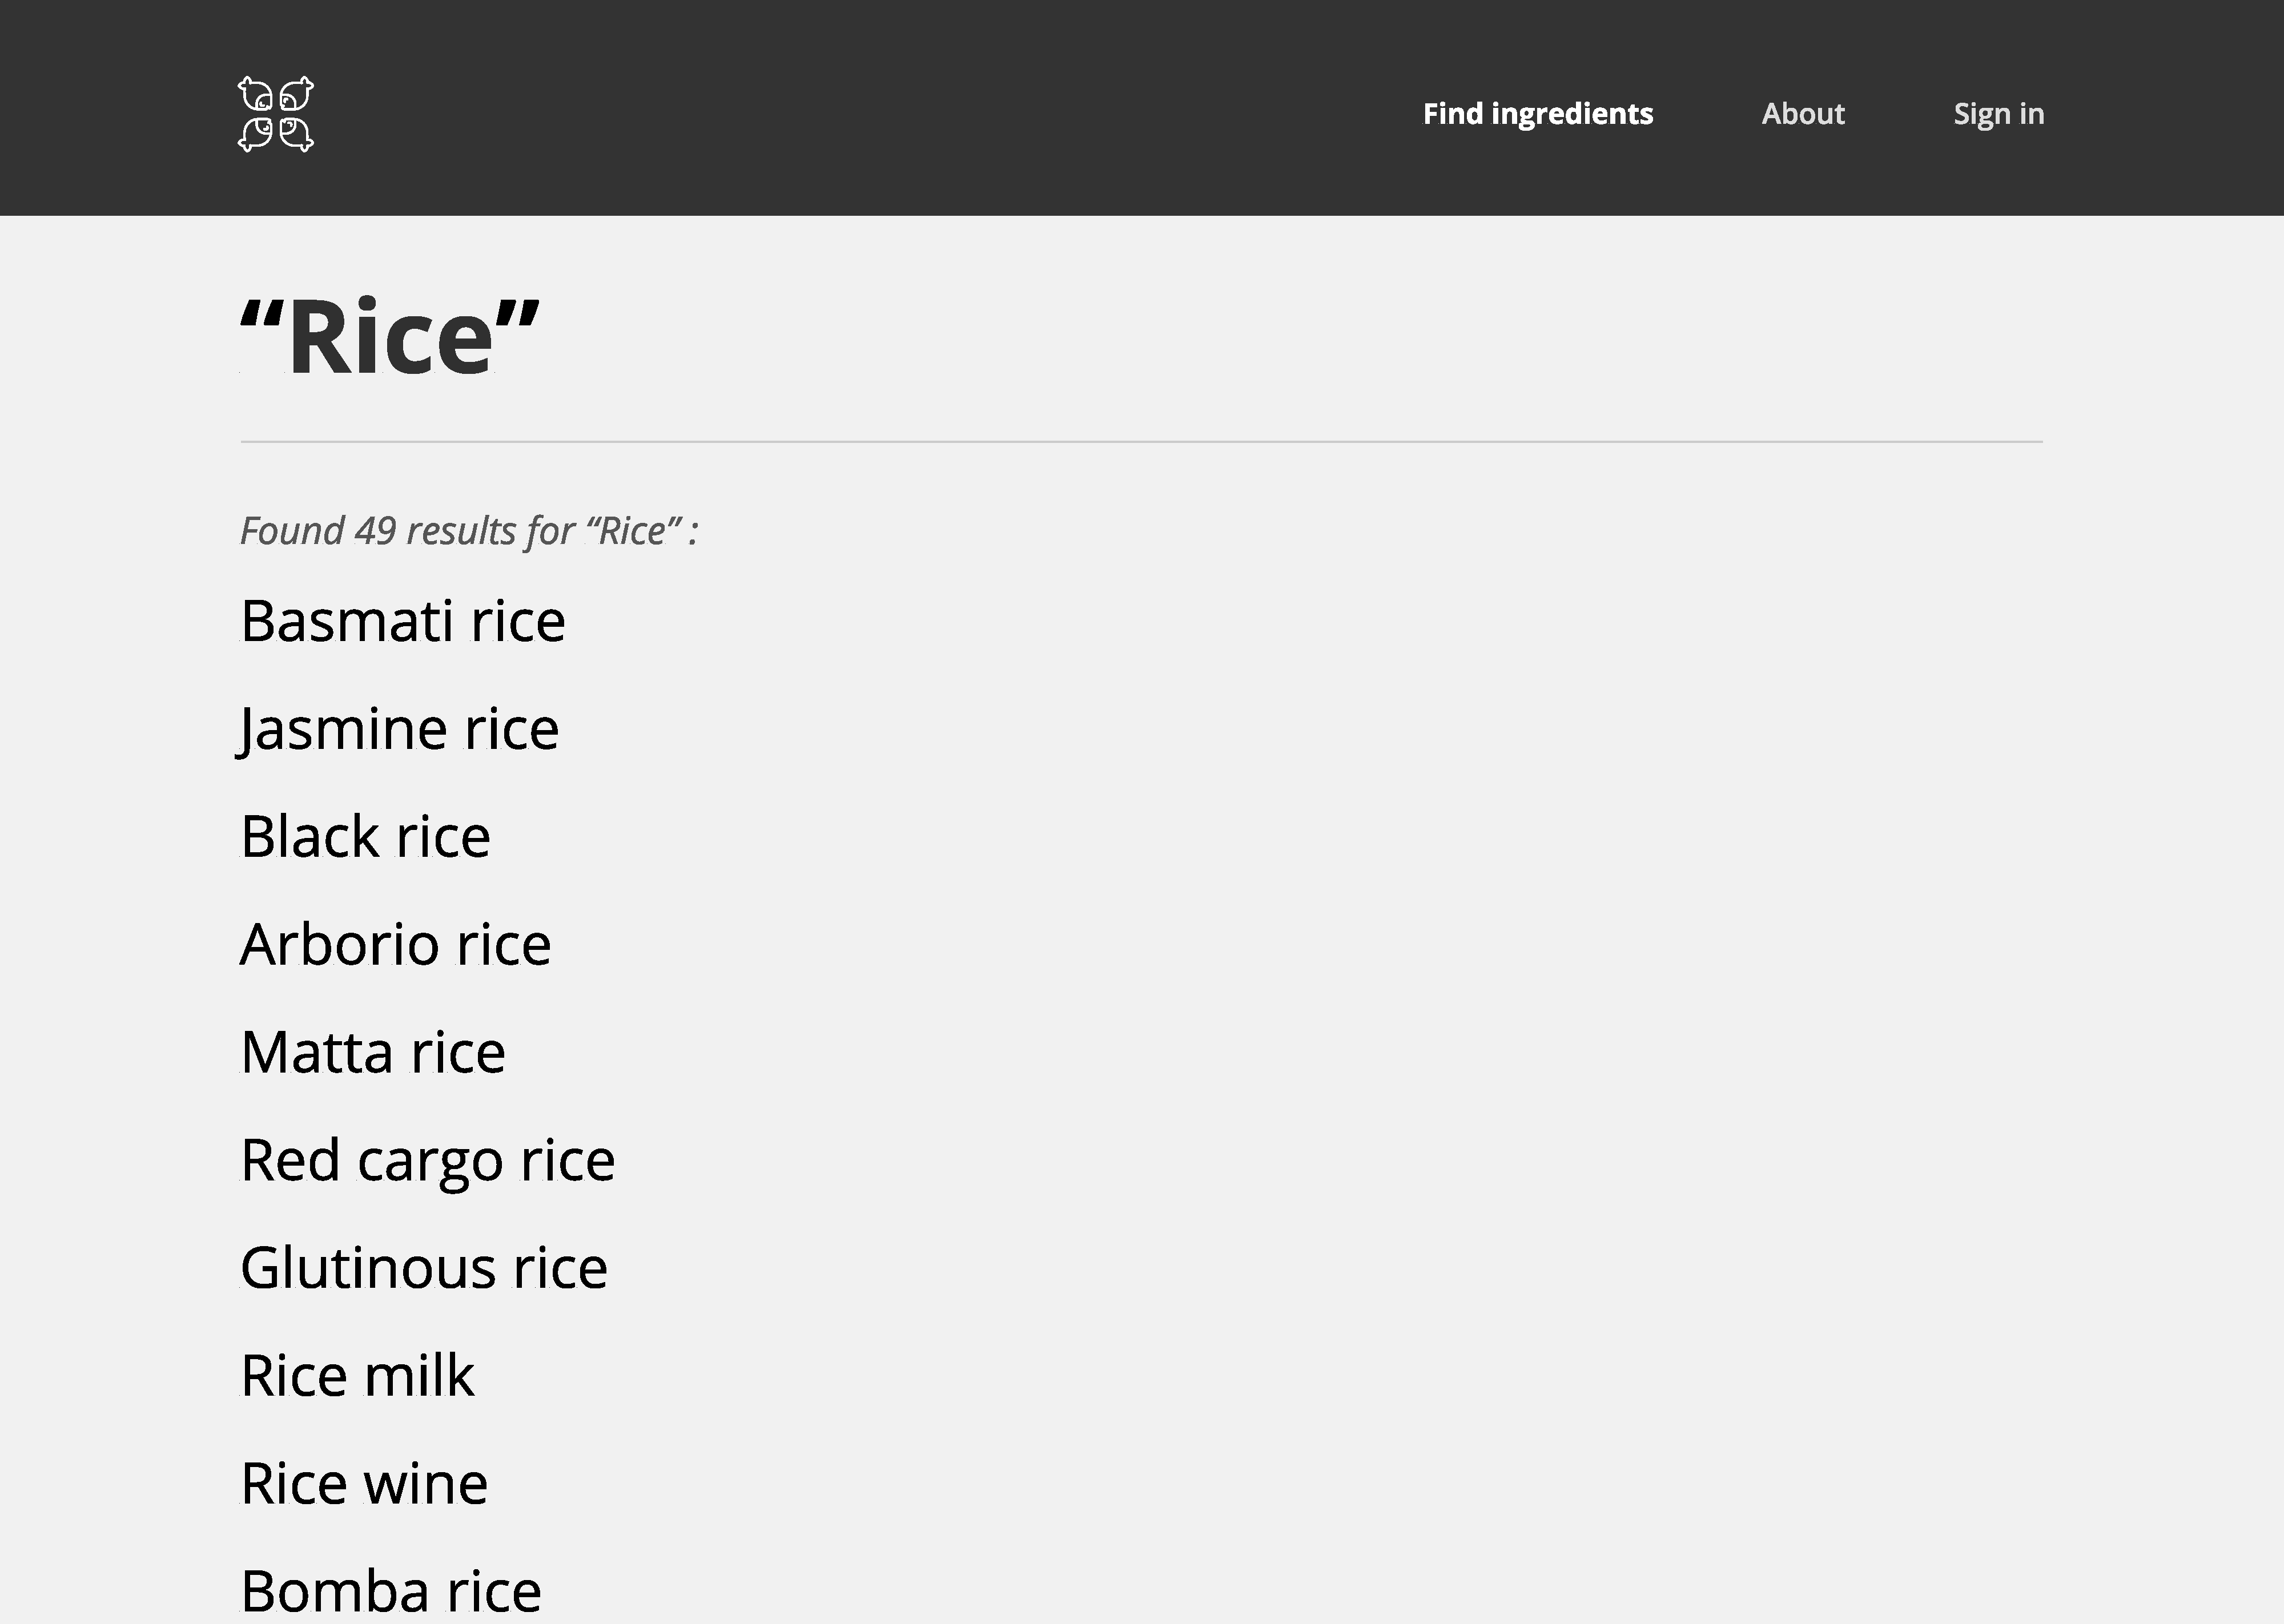 Find ingredients About Sign in
“Rice”
Found 49 results for “Rice” :
Basmati rice
Jasmine rice
Black rice
Arborio rice
Matta rice
Red cargo rice
Glutinous rice
Rice milk
Rice wine
Bomba rice